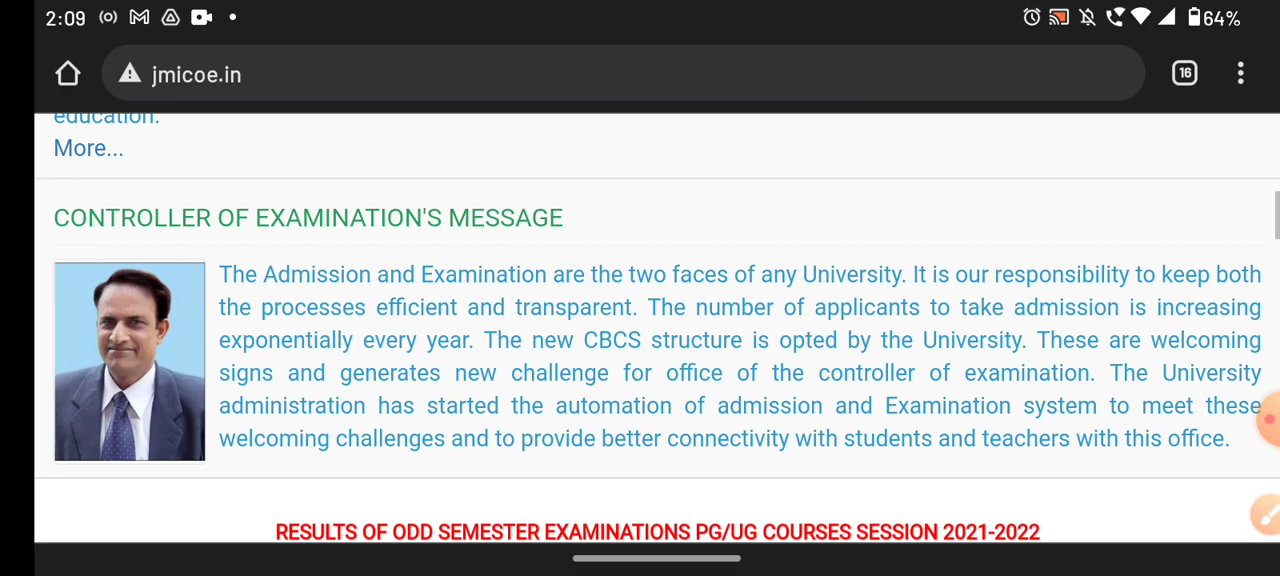 2:09
64%
jmicoe.in
16
education.
More...
CONTROLLER OF EXAMINATION'S MESSAGE
The Admission and Examination are the two faces of any University. It is our responsibility to keep both
the processes efficient and transparent. The number of applicants to take admission is increasing
exponentially every year. The new CBCS structure is opted by the University. These are welcoming
signs and generates new challenge for office of the controller of examination. The University
administration has started the automation of admission and Examination system to meet these
welcoming challenges and to provide better connectivity with students and teachers with this office.
RESULTS OF ODD SEMESTER EXAMINATIONS PG/UG COURSES SESSION 2021-2022